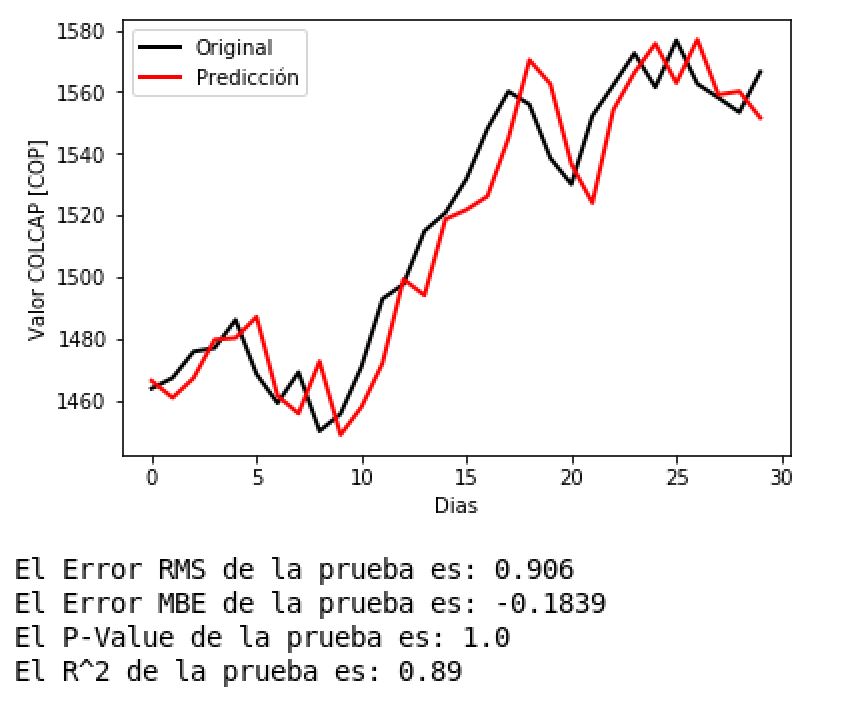 Original
Predicción
1580
1560
1540
1520
1500
1480
1460
Valor COLCAP [COP]
0 5 10 15 20 25 30
Dias
El Error RMS de la prueba es: 0.906
El Error MBE de la prueba es: -0.1839
El P-Value de la prueba es: 1.0
El R^2 de la prueba es: 0.89